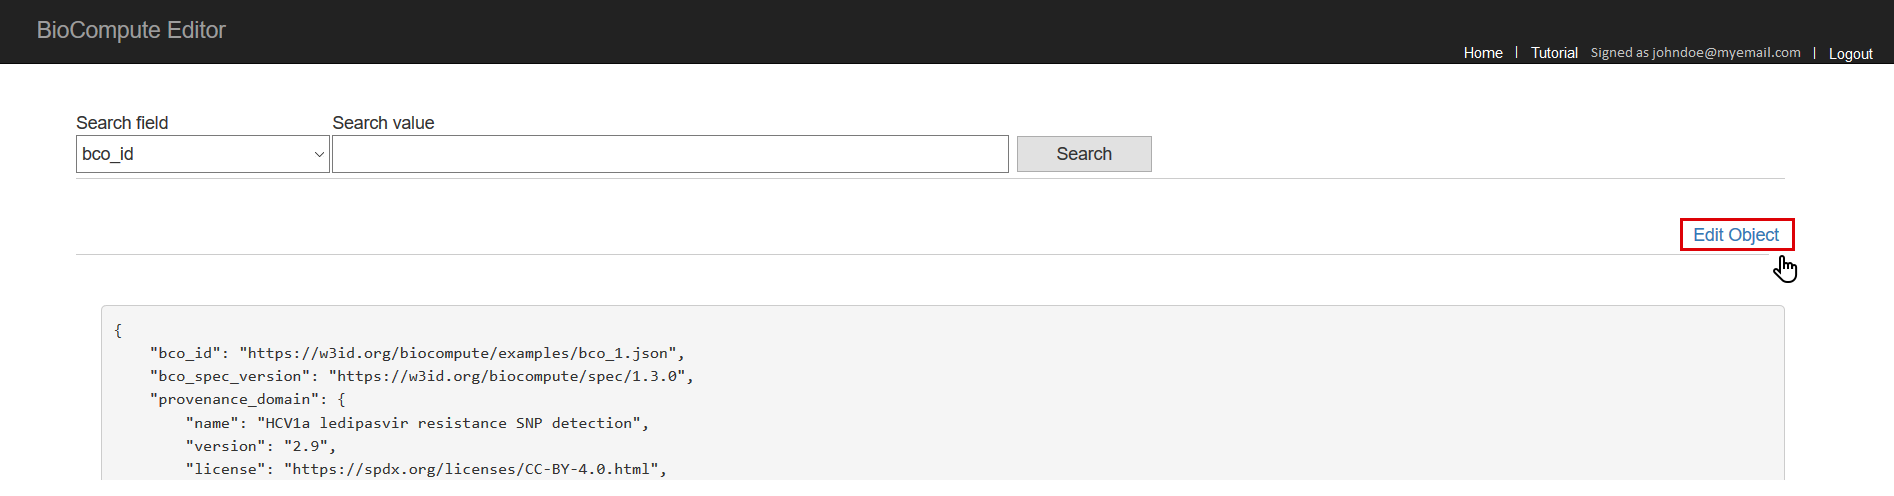 BioCompute Editor
Home | Tutorial Signed as johndoe@myemail.com | Logout
Search field Search value
bco_id Search
Edit Object
{
    "bco_id": "https://w3id.org/biocompute/examples/bco_1.json",
    "bco_spec_version": "https://w3id.org/biocompute/spec/1.3.0",
    "provenance_domain": {
        "name": "HCV1a ledipasvir resistance SNP detection",
        "version": "2.9",
        "license": "https://spdx.org/licenses/CC-BY-4.0.html",